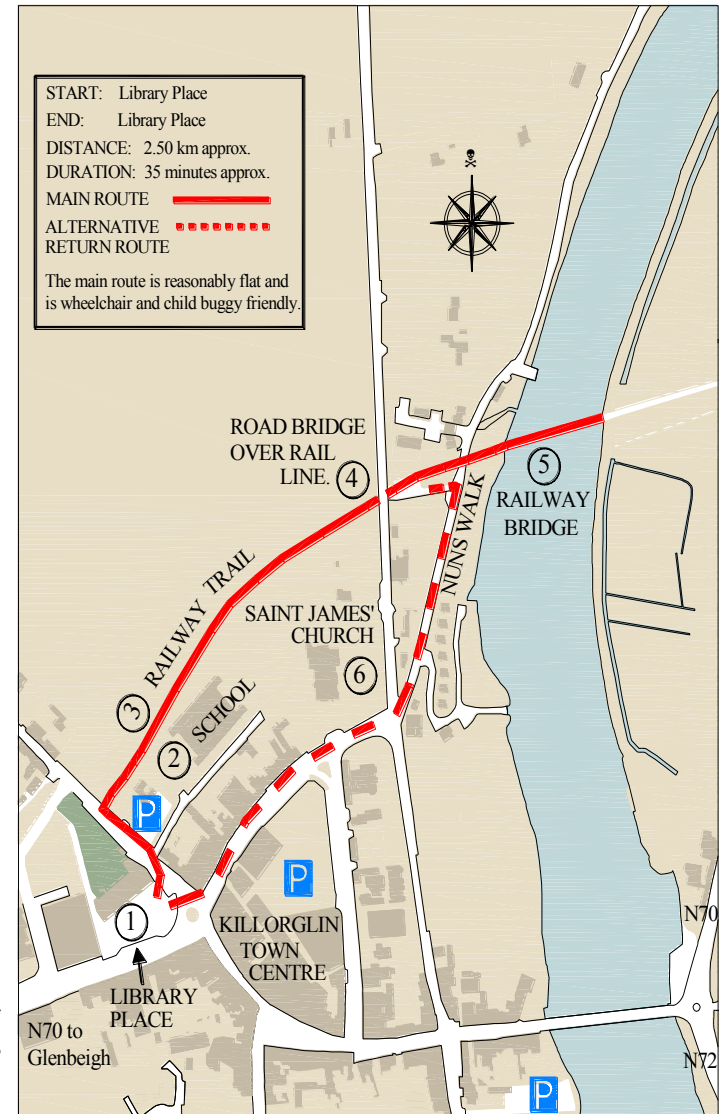 START: Library Place
END: Library Place
DISTANCE: 2.50 km approx.
DURATION: 35 minutes approx.
MAIN ROUTE
ALTERNATIVE
RETURN ROUTE
The main route is reasonably flat and
is wheelchair and child buggy friendly.
ROAD BRIDGE
OVER RAIL
LINE.
4
5
RAILWAY
BRIDGE
NUNS WALK
RAILWAY TRAIL
3
SAINT JAMES'
CHURCH
6
2
SCHOOL
P
P
1
KILLORGLIN
TOWN
CENTRE
LIBRARY
PLACE
N70
N70 to
Glenbeigh
N72
P